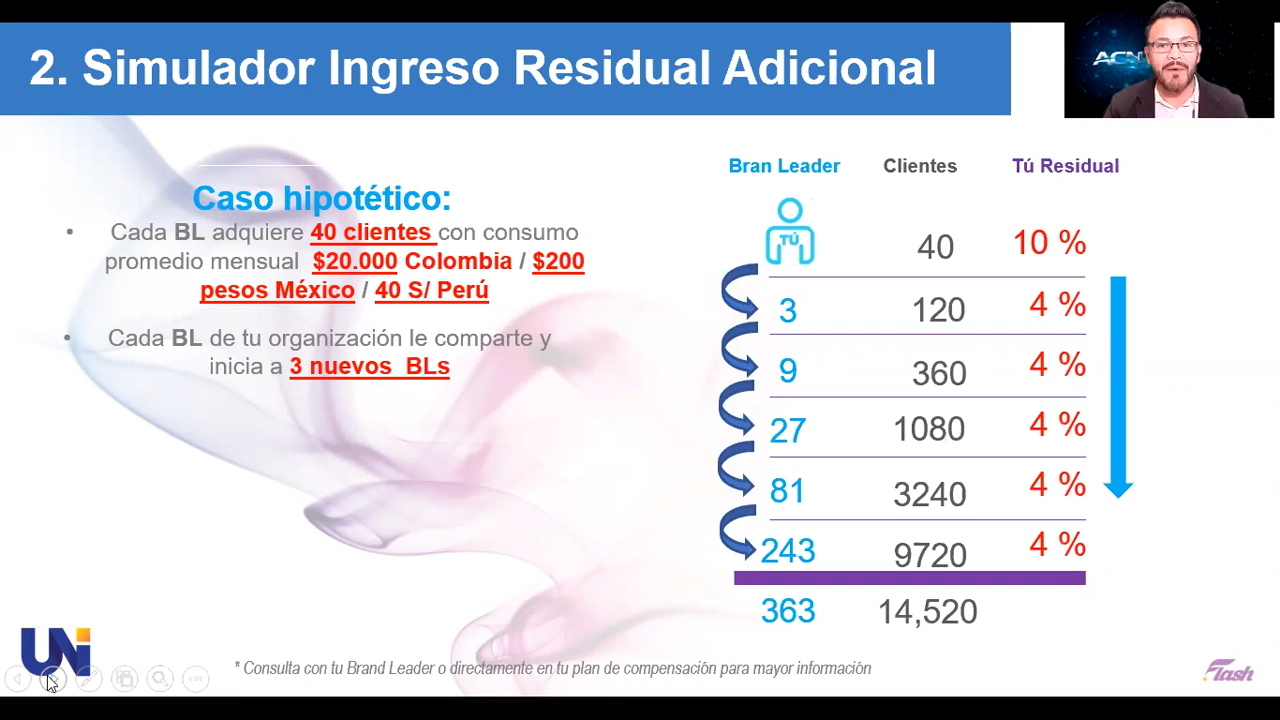 2. Simulador Ingreso Residual Adicional
ACN
Caso hipotético:
• Cada BL adquiere 40 clientes con consumo
promedio mensual $20.000 Colombia / $200
pesos México / 40 S/ Perú
• Cada BL de tu organización le comparte y
inicia a 3 nuevos BLs
Bran Leader Clientes Tú Residual
TÚ 40 10 %
3 120 4 %
9 360 4 %
27 1080 4 %
81 3240 4 %
243 9720 4 %
363 14,520
UNi
* Consulta con tu Brand Leader o directamente en tu plan de compensación para mayor información
Flash